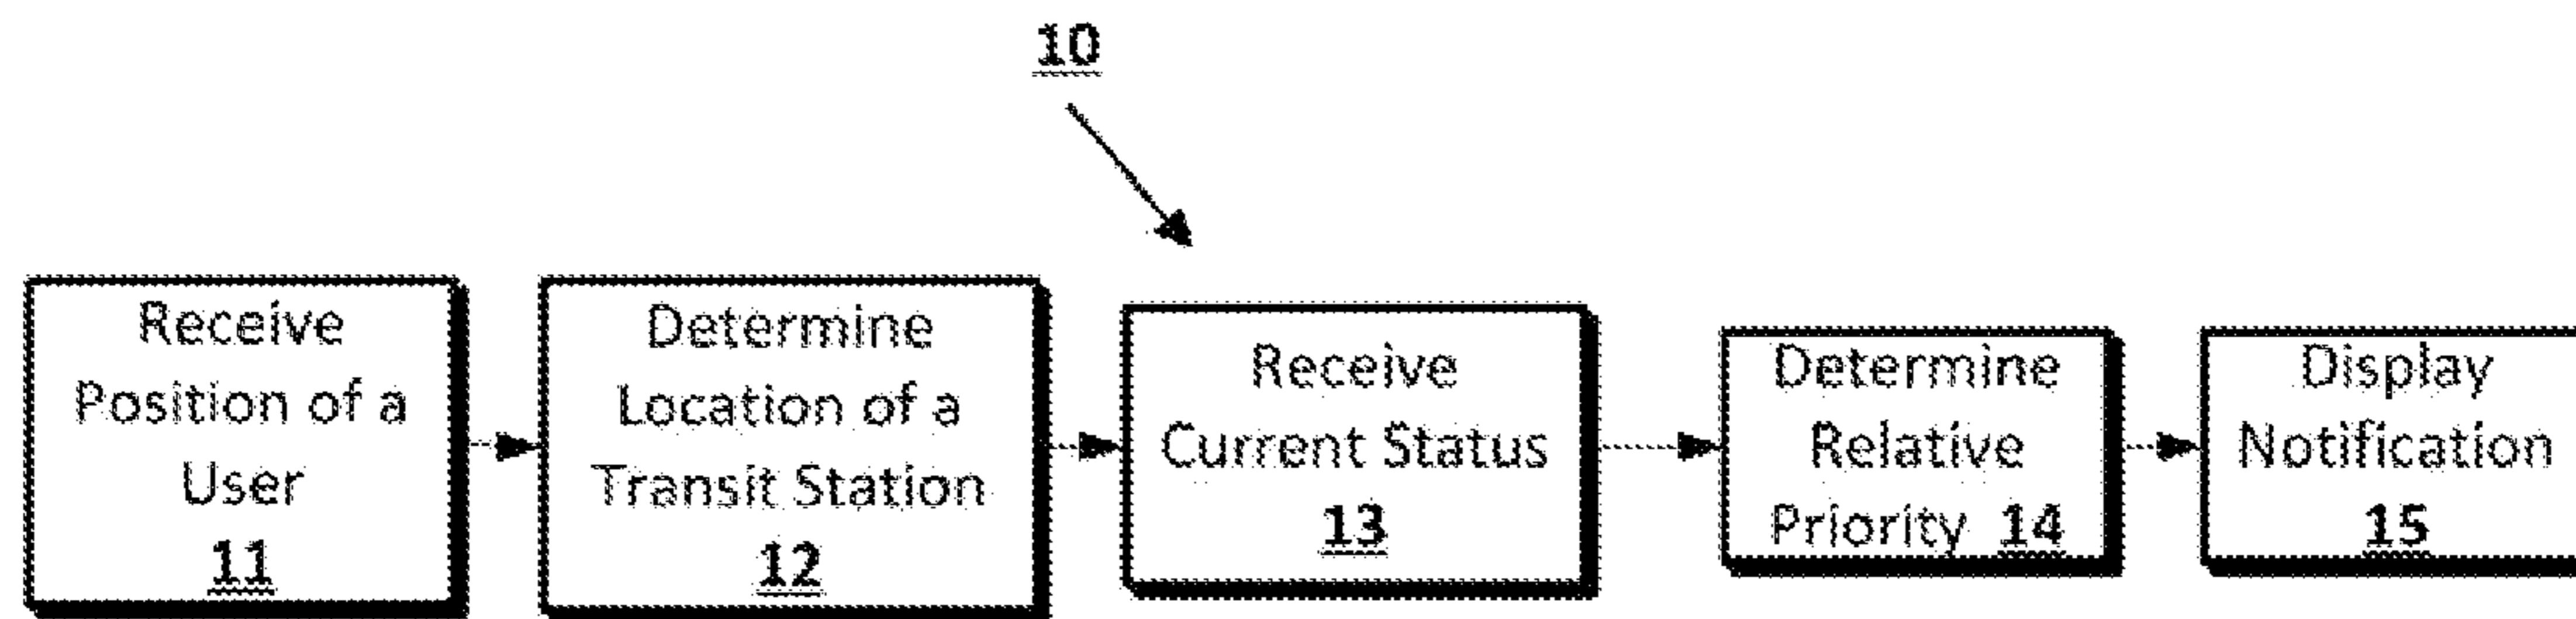 10
Receive
Position of a
User
11
Determine
Location of a
Transit Station
12
Receive
Current Status
13
Determine
Relative
Priority 14
Display
Notification
15